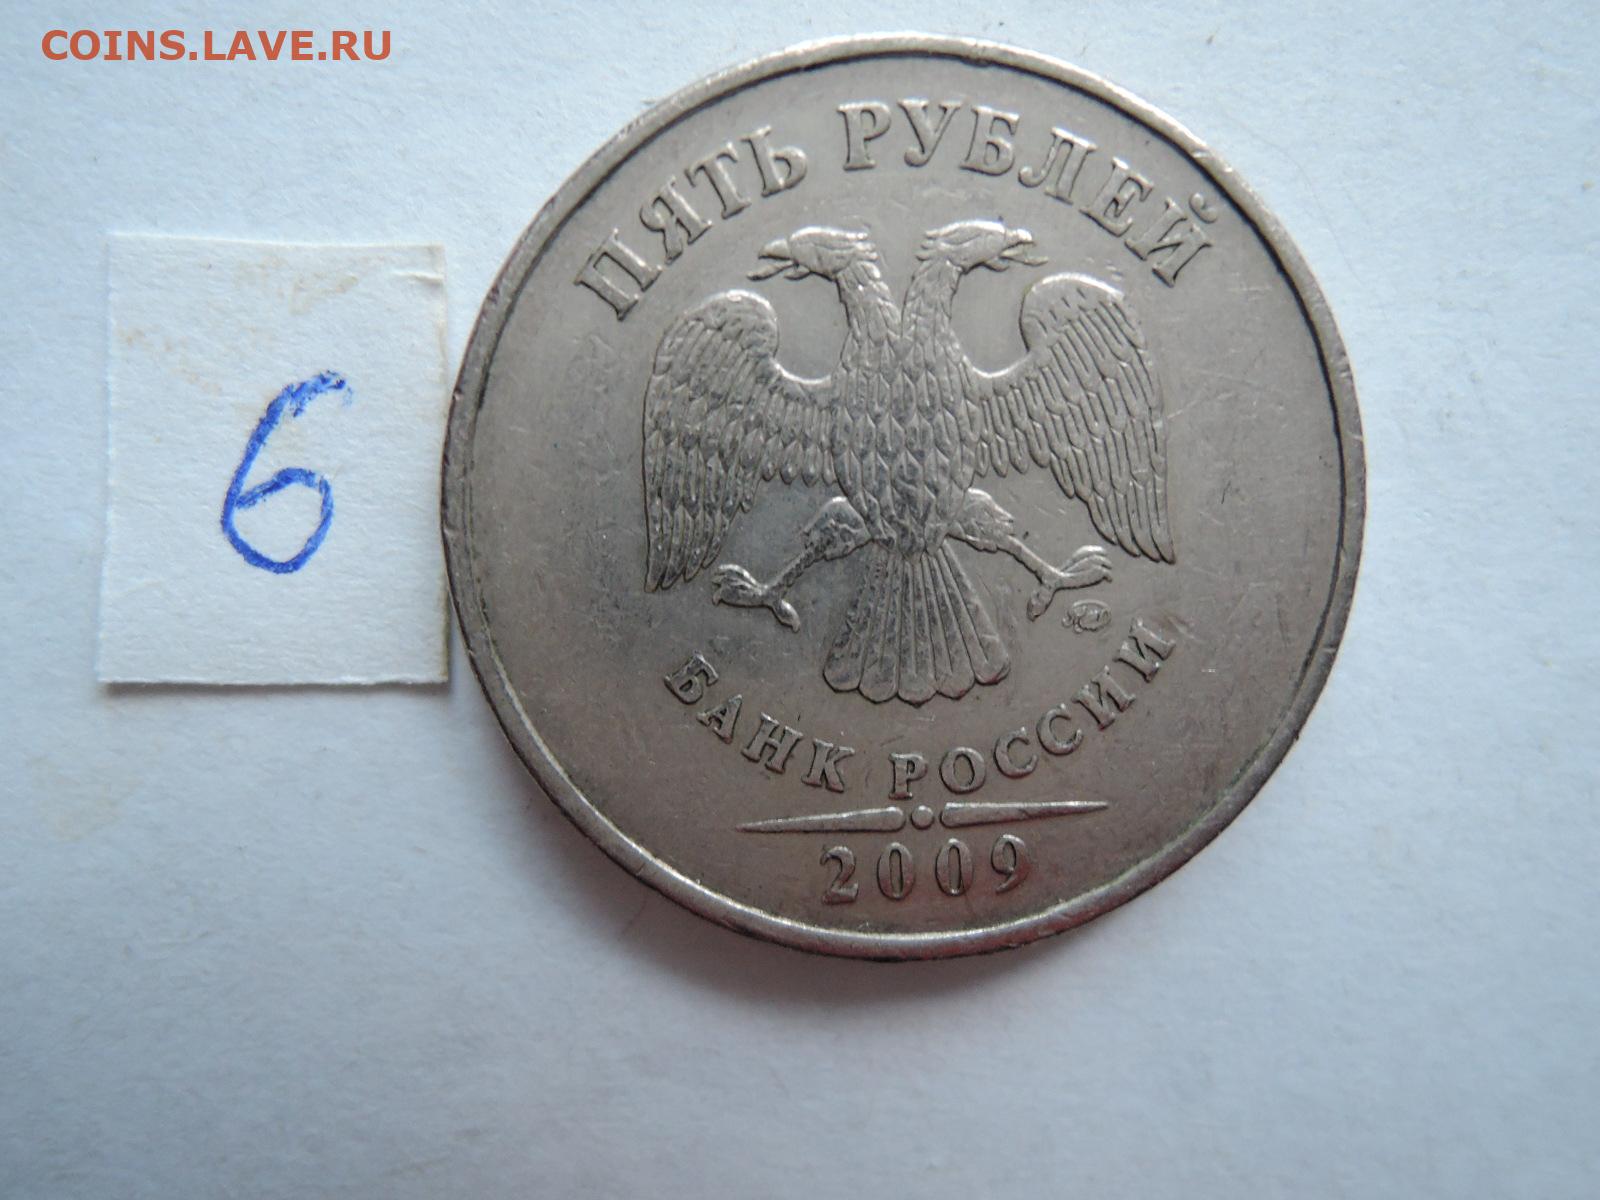 COINS.LAVE.RU
ПЯТЬ РУБЛЕЙ
6
БАНК РОССИИ
2009